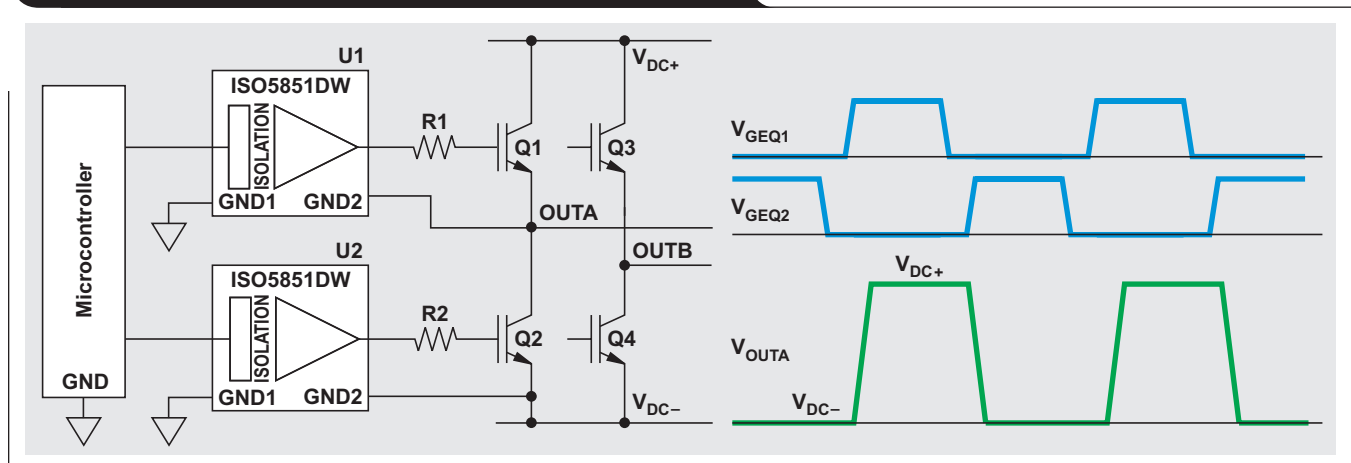 U1
ISO5851DW
ISOLATION
GND1
GND2
R1
Q1
Q3
VDC+
OUTA
OUTB
Microcontroller
GND
U2
ISO5851DW
ISOLATION
GND1
GND2
R2
Q2
Q4
VDC–
VGEQ1
VGEQ2
VDC+
VOUTA
VDC–